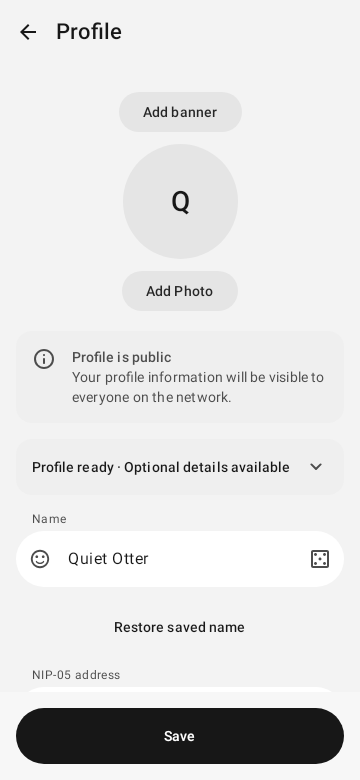 Profile
Add banner
Q
Add Photo
Profile is public
Your profile information will be visible to
everyone on the network.
Profile ready · Optional details available
Name
Quiet Otter
Restore saved name
NIP-05 address
Save